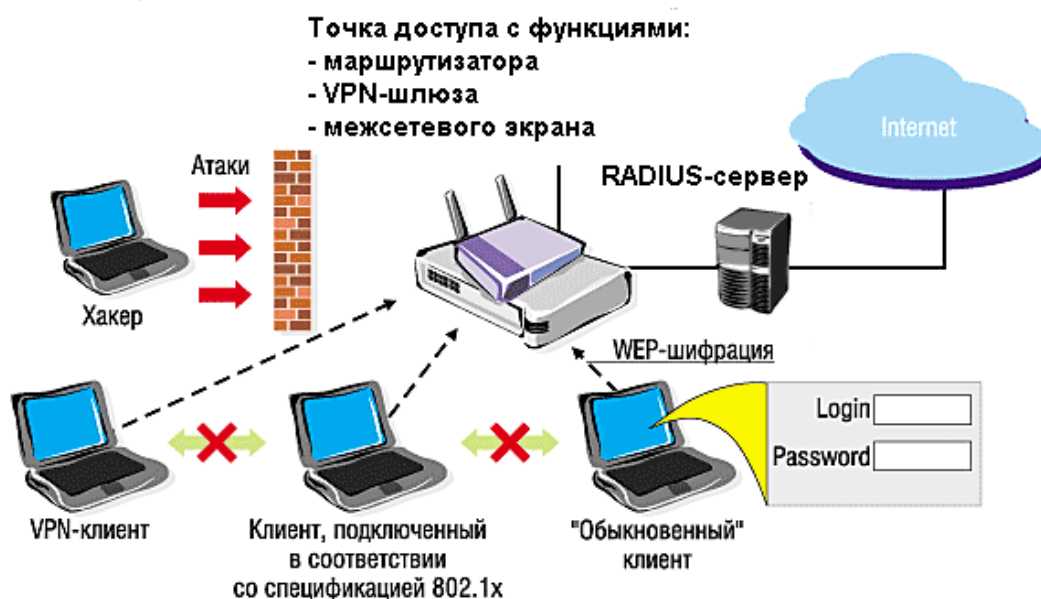 Точка доступа с функциями:
- маршрутизатора
- VPN-шлюза
- межсетевого экрана
Internet
Атаки
RADIUS-сервер
Хакер
WEP-шифрация
Login
Password
VPN-клиент
Клиент, подключенный
в соответствии
со спецификацией 802.1x
"Обыкновенный"
клиент